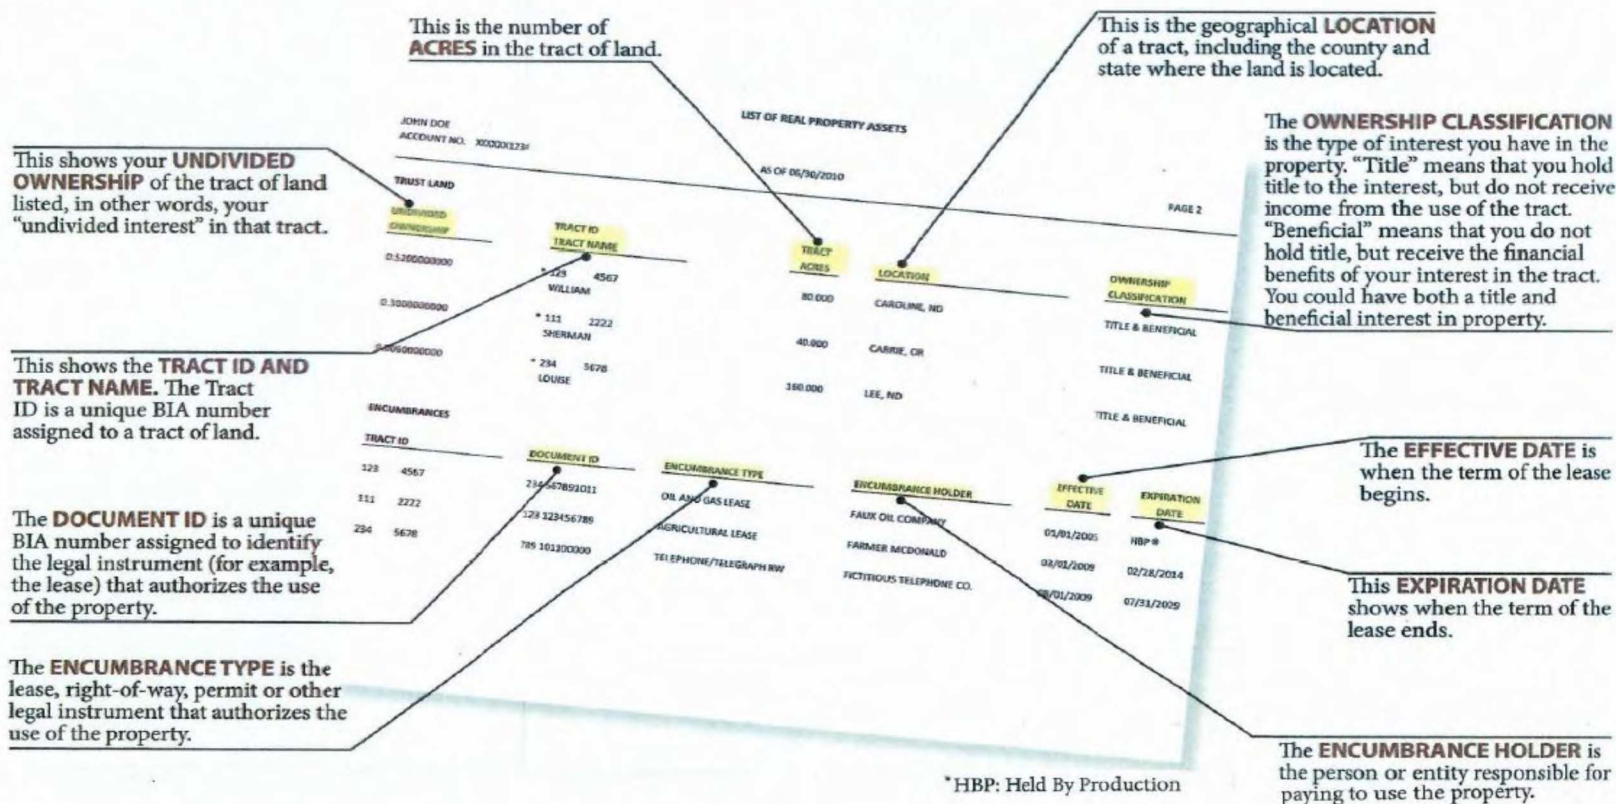 This is the number of
ACRES in the tract of land.
This is the geographical LOCATION
of a tract, including the county and
state where the land is located.
This shows your UNDIVIDED
OWNERSHIP of the tract of land
listed, in other words, your
"undivided interest" in that tract.
The OWNERSHIP CLASSIFICATION
is the type of interest you have in the
property. "Title" means that you hold
title to the interest, but do not receive
income from the use of the tract.
"Beneficial" means that you do not
hold title, but receive the financial
benefits of your interest in the tract.
You could have both a title and
beneficial interest in property.
JOHN DOE
ACCOUNT NO.
LIST OF REAL PROPERTY ASSETS
AS OF 06/30/2010
PAGE 2
TRUST LAND
UNDIVIDED
OWNERSHIP
TRACT ID
TRACT NAME
TRACT
ACRES
LOCATION
OWNERSHIP
CLASSIFICATION
0.5200000000
* 123 4567
WILLIAM
80.000
CAROLINE, ND
TITLE & BENEFICIAL
0.3000000000
* 111 2222
SHERMAN
40.000
CARRIE, OR
TITLE & BENEFICIAL
* 234 5678
LOUISE
160.000
LEE, ND
TITLE & BENEFICIAL
This shows the TRACT ID AND
TRACT NAME. The Tract
ID is a unique BIA number
assigned to a tract of land.
ENCUMBRANCES
TRACT ID
DOCUMENT ID
ENCUMBRANCE TYPE
ENCUMBRANCE HOLDER
EFFECTIVE
DATE
EXPIRATION
DATE
123 4567
234 567891011
OIL AND GAS LEASE
FAUX OIL COMPANY
01/01/2005
HBP*
111 2222
123 123456789
AGRICULTURAL LEASE
FARMER MCDONALD
03/01/2009
02/28/2014
234 5678
789 101100000
TELEPHONE/TELEGRAPH RW
FICTITIOUS TELEPHONE CO.
08/01/2009
07/31/2029
The EFFECTIVE DATE is
when the term of the lease
begins.
The DOCUMENT ID is a unique
BIA number assigned to identify
the legal instrument (for example,
the lease) that authorizes the use
of the property.
This EXPIRATION DATE
shows when the term of the
lease ends.
The ENCUMBRANCE TYPE is the
lease, right-of-way, permit or other
legal instrument that authorizes the
use of the property.
The ENCUMBRANCE HOLDER is
the person or entity responsible for
paying to use the property.
*HBP: Held By Production